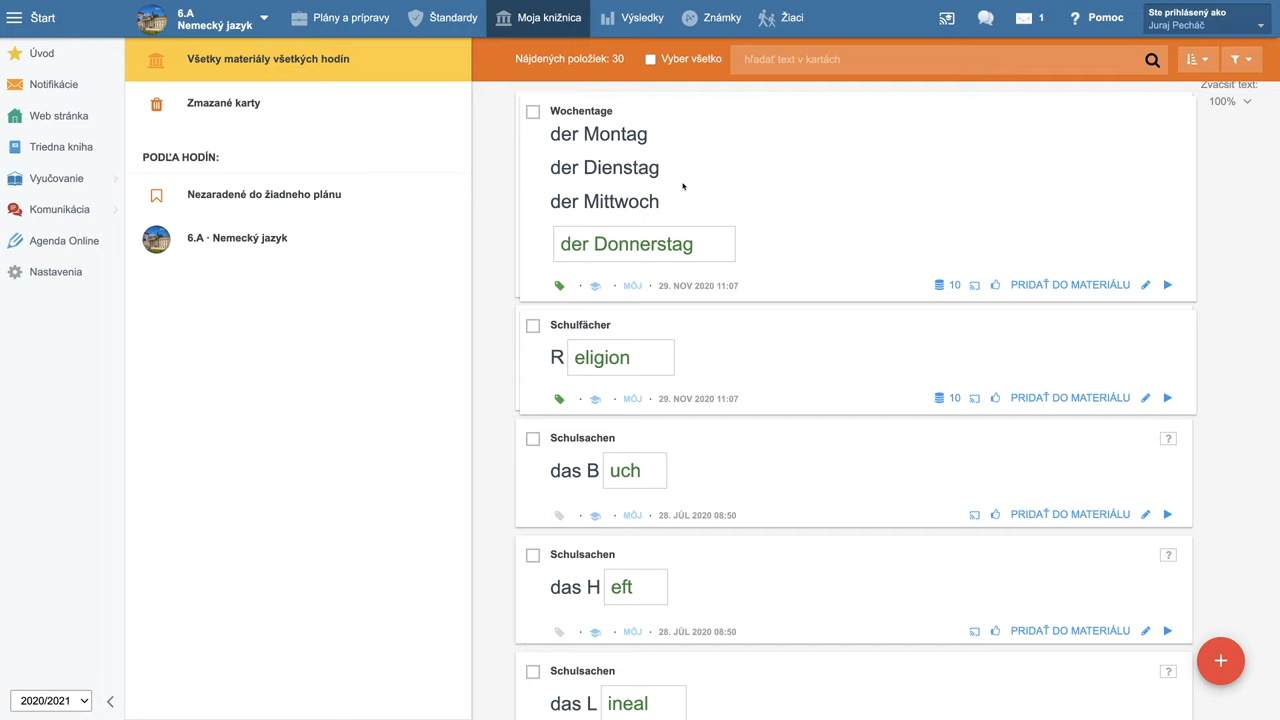 Štart
6.A
Nemecký jazyk
Plány a prípravy
Štandardy
Moja knižnica
Výsledky
Známky
Žiaci
1
Pomoc
Ste prihlásený ako
Juraj Pecháč
Úvod
Notifikácie
Web stránka
Triedna kniha
Vyučovanie
Komunikácia
Agenda Online
Nastavenia
2020/2021
Všetky materiály všetkých hodín
Zmazané karty
PODĽA HODÍN:
Nezaradené do žiadneho plánu
6.A · Nemecký jazyk
Nájdených položiek: 30
Vyber všetko
hľadať text v kartách
Zväčšiť text:
100%
Wochentage
der Montag
der Dienstag
der Mittwoch
der Donnerstag
· · MÔJ · 29. NOV 2020 11:07
10 PRIDAŤ DO MATERIÁLU
Schulfächer
R eligion
· · MÔJ · 29. NOV 2020 11:07
10 PRIDAŤ DO MATERIÁLU
Schulsachen
?
das B uch
· · MÔJ · 28. JÚL 2020 08:50
PRIDAŤ DO MATERIÁLU
Schulsachen
?
das H eft
· · MÔJ · 28. JÚL 2020 08:50
PRIDAŤ DO MATERIÁLU
Schulsachen
?
das L ineal
+